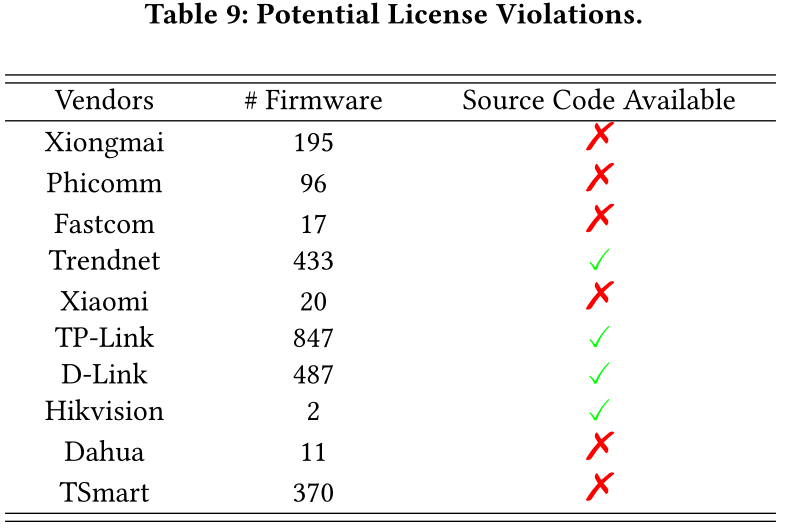 Table 9: Potential License Violations.
Vendors # Firmware Source Code Available
Xiongmai 195 ✗
Phicomm 96 ✗
Fastcom 17 ✗
Trendnet 433 ✓
Xiaomi 20 ✗
TP-Link 847 ✓
D-Link 487 ✓
Hikvision 2 ✓
Dahua 11 ✗
TSmart 370 ✗